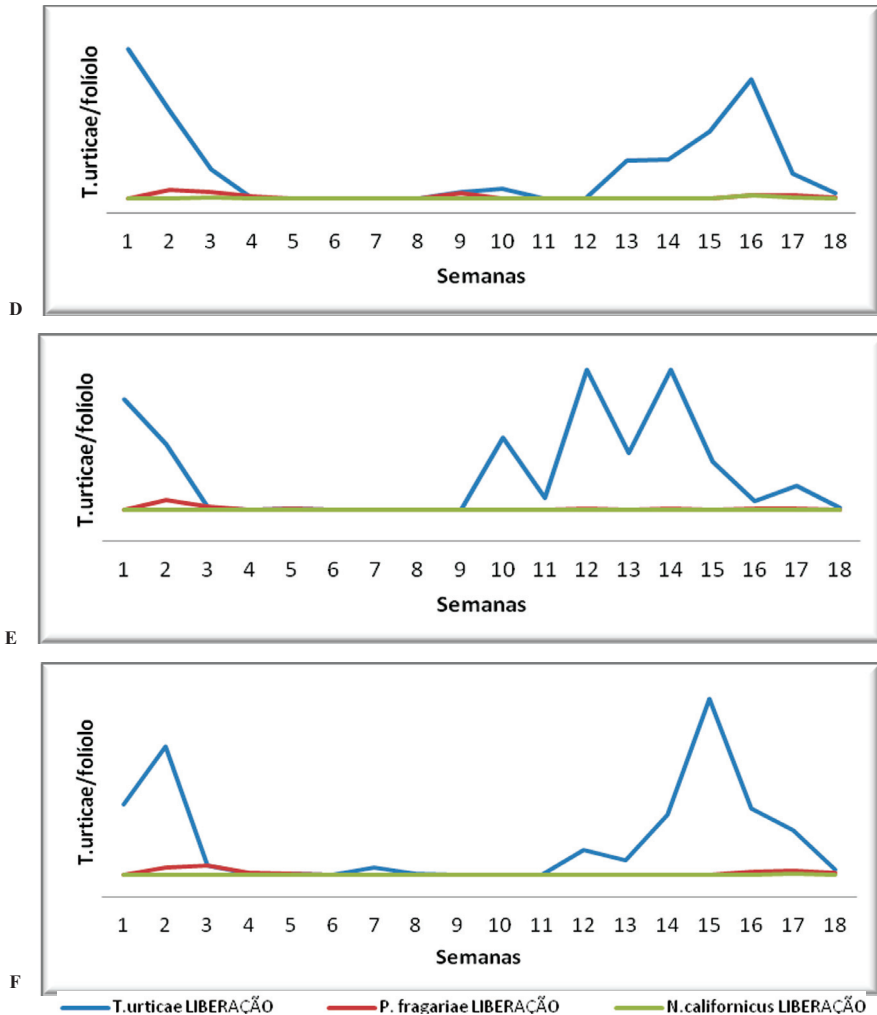 T.urticae/folíolo
1 2 3 4 5 6 7 8 9 10 11 12 13 14 15 16 17 18
Semanas
D
T.urticae/folíolo
1 2 3 4 5 6 7 8 9 10 11 12 13 14 15 16 17 18
Semanas
E
T.urticae/folíolo
1 2 3 4 5 6 7 8 9 10 11 12 13 14 15 16 17 18
Semanas
F
T.urticae LIBERAÇÃO P. fragariae LIBERAÇÃO N.californicus LIBERAÇÃO